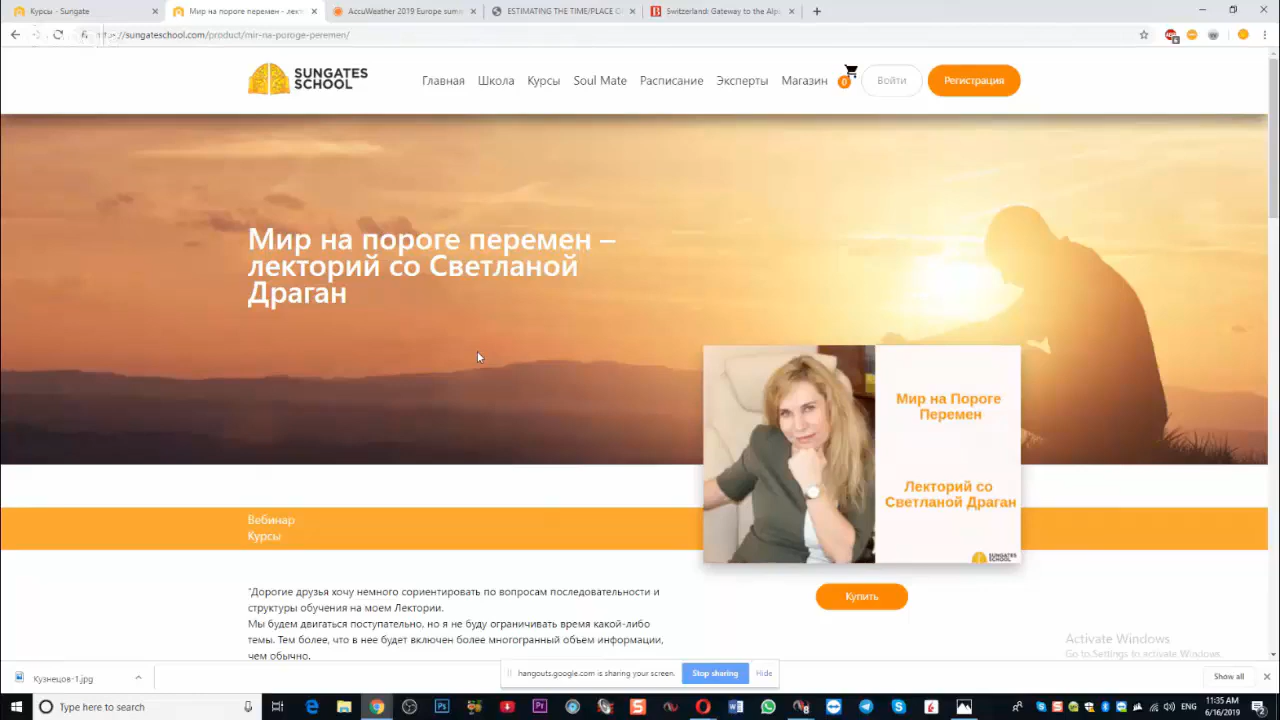 Курсы - Sungate
Мир на пороге перемен - лект
AccuWeather 2019 Europe summ
ESTIMATING THE TIME/PLACE O
Switzerland: Gateway to the Alp
https://sungateschool.com/product/mir-na-poroge-peremen/
SUNGATES SCHOOL
Главная Школа Курсы Soul Mate Расписание Эксперты Магазин 0 Войти Регистрация
Мир на пороге перемен –
лекторий со Светланой
Драган
Мир на Пороге
Перемен
Лекторий со
Светланой Драган
SUNGATES SCHOOL
Вебинар
Курсы
"Дорогие друзья хочу немного сориентировать по вопросам последовательности и
структуры обучения на моем Лектории.
Мы будем двигаться поступательно, но я не буду ограничивать время какой-либо
темы. Тем более, что в нее будет включен более многогранный объем информации,
чем обычно.
Купить
Activate Windows
Go to Settings to activate Windows.
Кузнецов-1.jpg
hangouts.google.com is sharing your screen.
Stop sharing
Hide
Show all
Type here to search
ENG
11:35 AM
6/16/2019
2